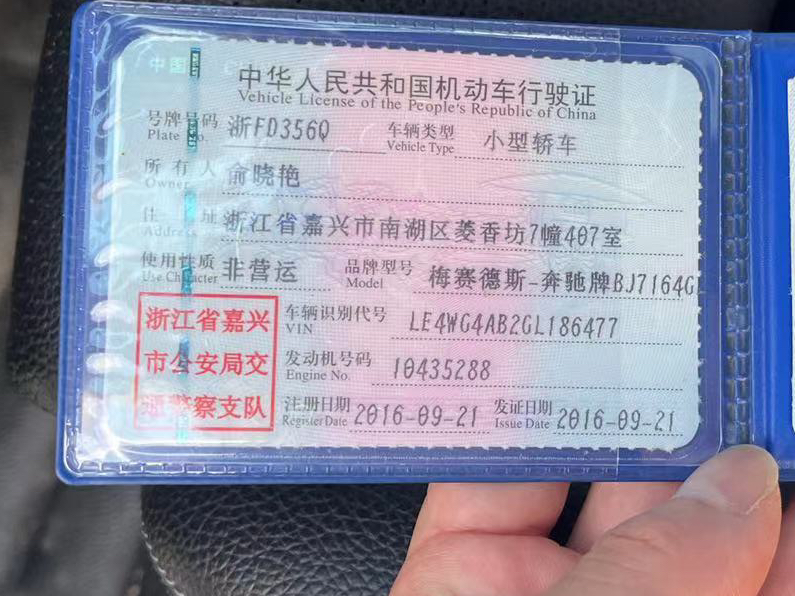 中国
中华人民共和国机动车行驶证
Vehicle License of the People's Republic of China
号牌号码 浙FD356Q 车辆类型 小型轿车
Plate No. Vehicle Type
所有人 俞晓艳
Owner
住址 浙江省嘉兴市南湖区菱香坊7幢407室
Address
使用性质 非营运 品牌型号 梅赛德斯-奔驰牌BJ7164G
Use Character Model
浙江省嘉兴
市公安局交
通警察支队
车辆识别代号 LE4WG4AB2GL186477
VIN
发动机号码 10435288
Engine No.
注册日期 2016-09-21 发证日期 2016-09-21
Register Date Issue Date